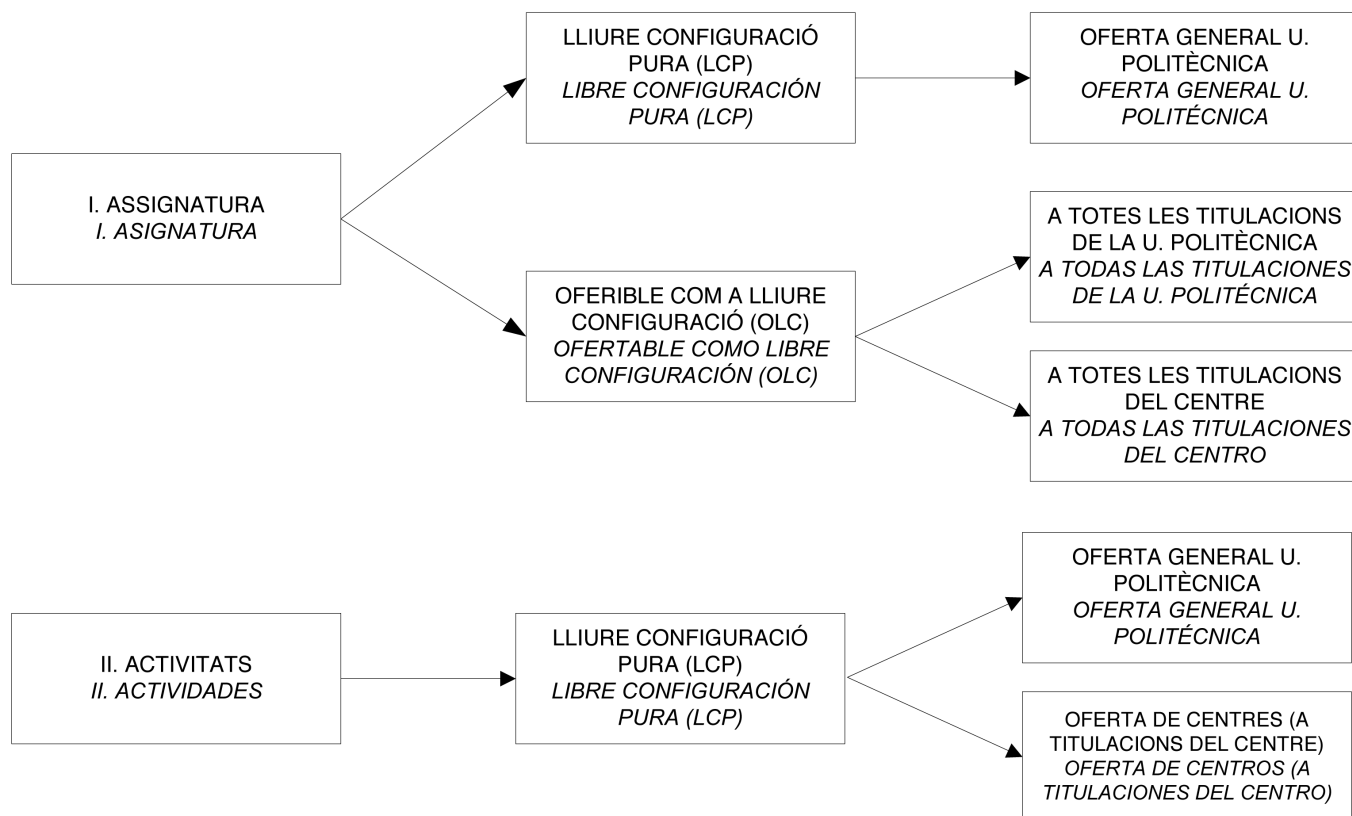 LLIURE CONFIGURACIÓ
PURA (LCP)
LIBRE CONFIGURACIÓN
PURA (LCP)
OFERTA GENERAL U.
POLITÈCNICA
OFERTA GENERAL U.
POLITÉCNICA
I. ASSIGNATURA
I. ASIGNATURA
A TOTES LES TITULACIONS
DE LA U. POLITÈCNICA
A TODAS LAS TITULACIONES
DE LA U. POLITÉCNICA
OFERIBLE COM A LLIURE
CONFIGURACIÓ (OLC)
OFERTABLE COMO LIBRE
CONFIGURACIÓN (OLC)
A TOTES LES TITULACIONS
DEL CENTRE
A TODAS LAS TITULACIONES
DEL CENTRO
OFERTA GENERAL U.
POLITÈCNICA
OFERTA GENERAL U.
POLITÉCNICA
II. ACTIVITATS
II. ACTIVIDADES
LLIURE CONFIGURACIÓ
PURA (LCP)
LIBRE CONFIGURACIÓN
PURA (LCP)
OFERTA DE CENTRES (A
TITULACIONS DEL CENTRE)
OFERTA DE CENTROS (A
TITULACIONES DEL CENTRO)